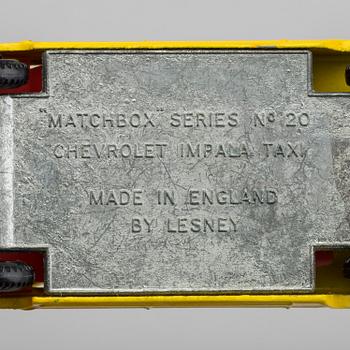 "MATCHBOX" SERIES Nº 20
CHEVROLET IMPALA TAXI
MADE IN ENGLAND
BY LESNEY